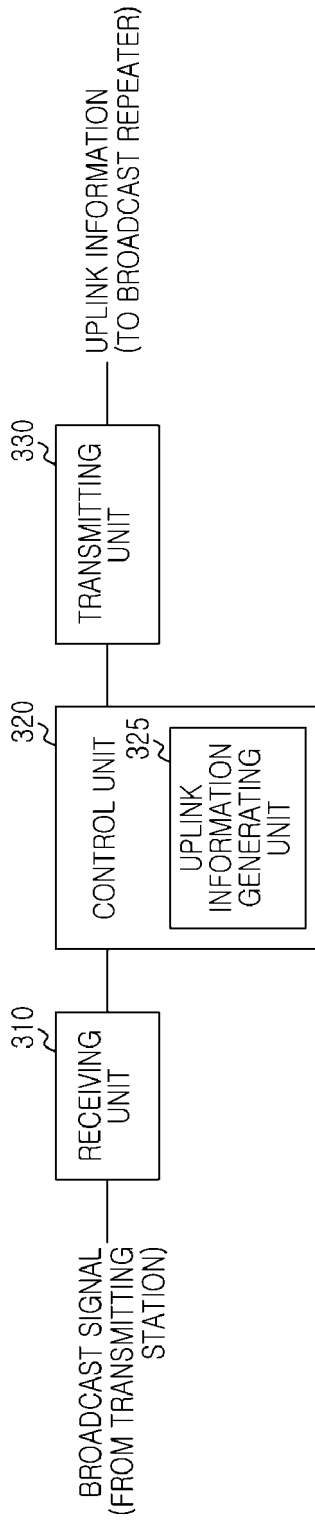 BROADCAST SIGNAL
(FROM TRANSMITTING
STATION)
310
RECEIVING
UNIT
320
CONTROL UNIT
325
UPLINK
INFORMATION
GENERATING
UNIT
330
TRANSMITTING
UNIT
UPLINK INFORMATION
(TO BROADCAST REPEATER)